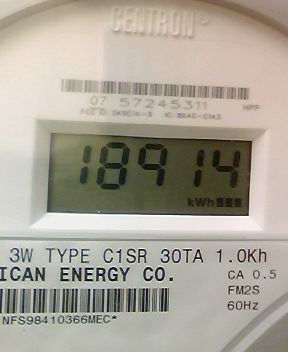 CENTRON®
07 57245311 HPP
18914
kWh
3W TYPE C1SR 30TA 1.0Kh
ICAN ENERGY CO. CA 0.5
FM2S
NFS98410366MEC* 60Hz